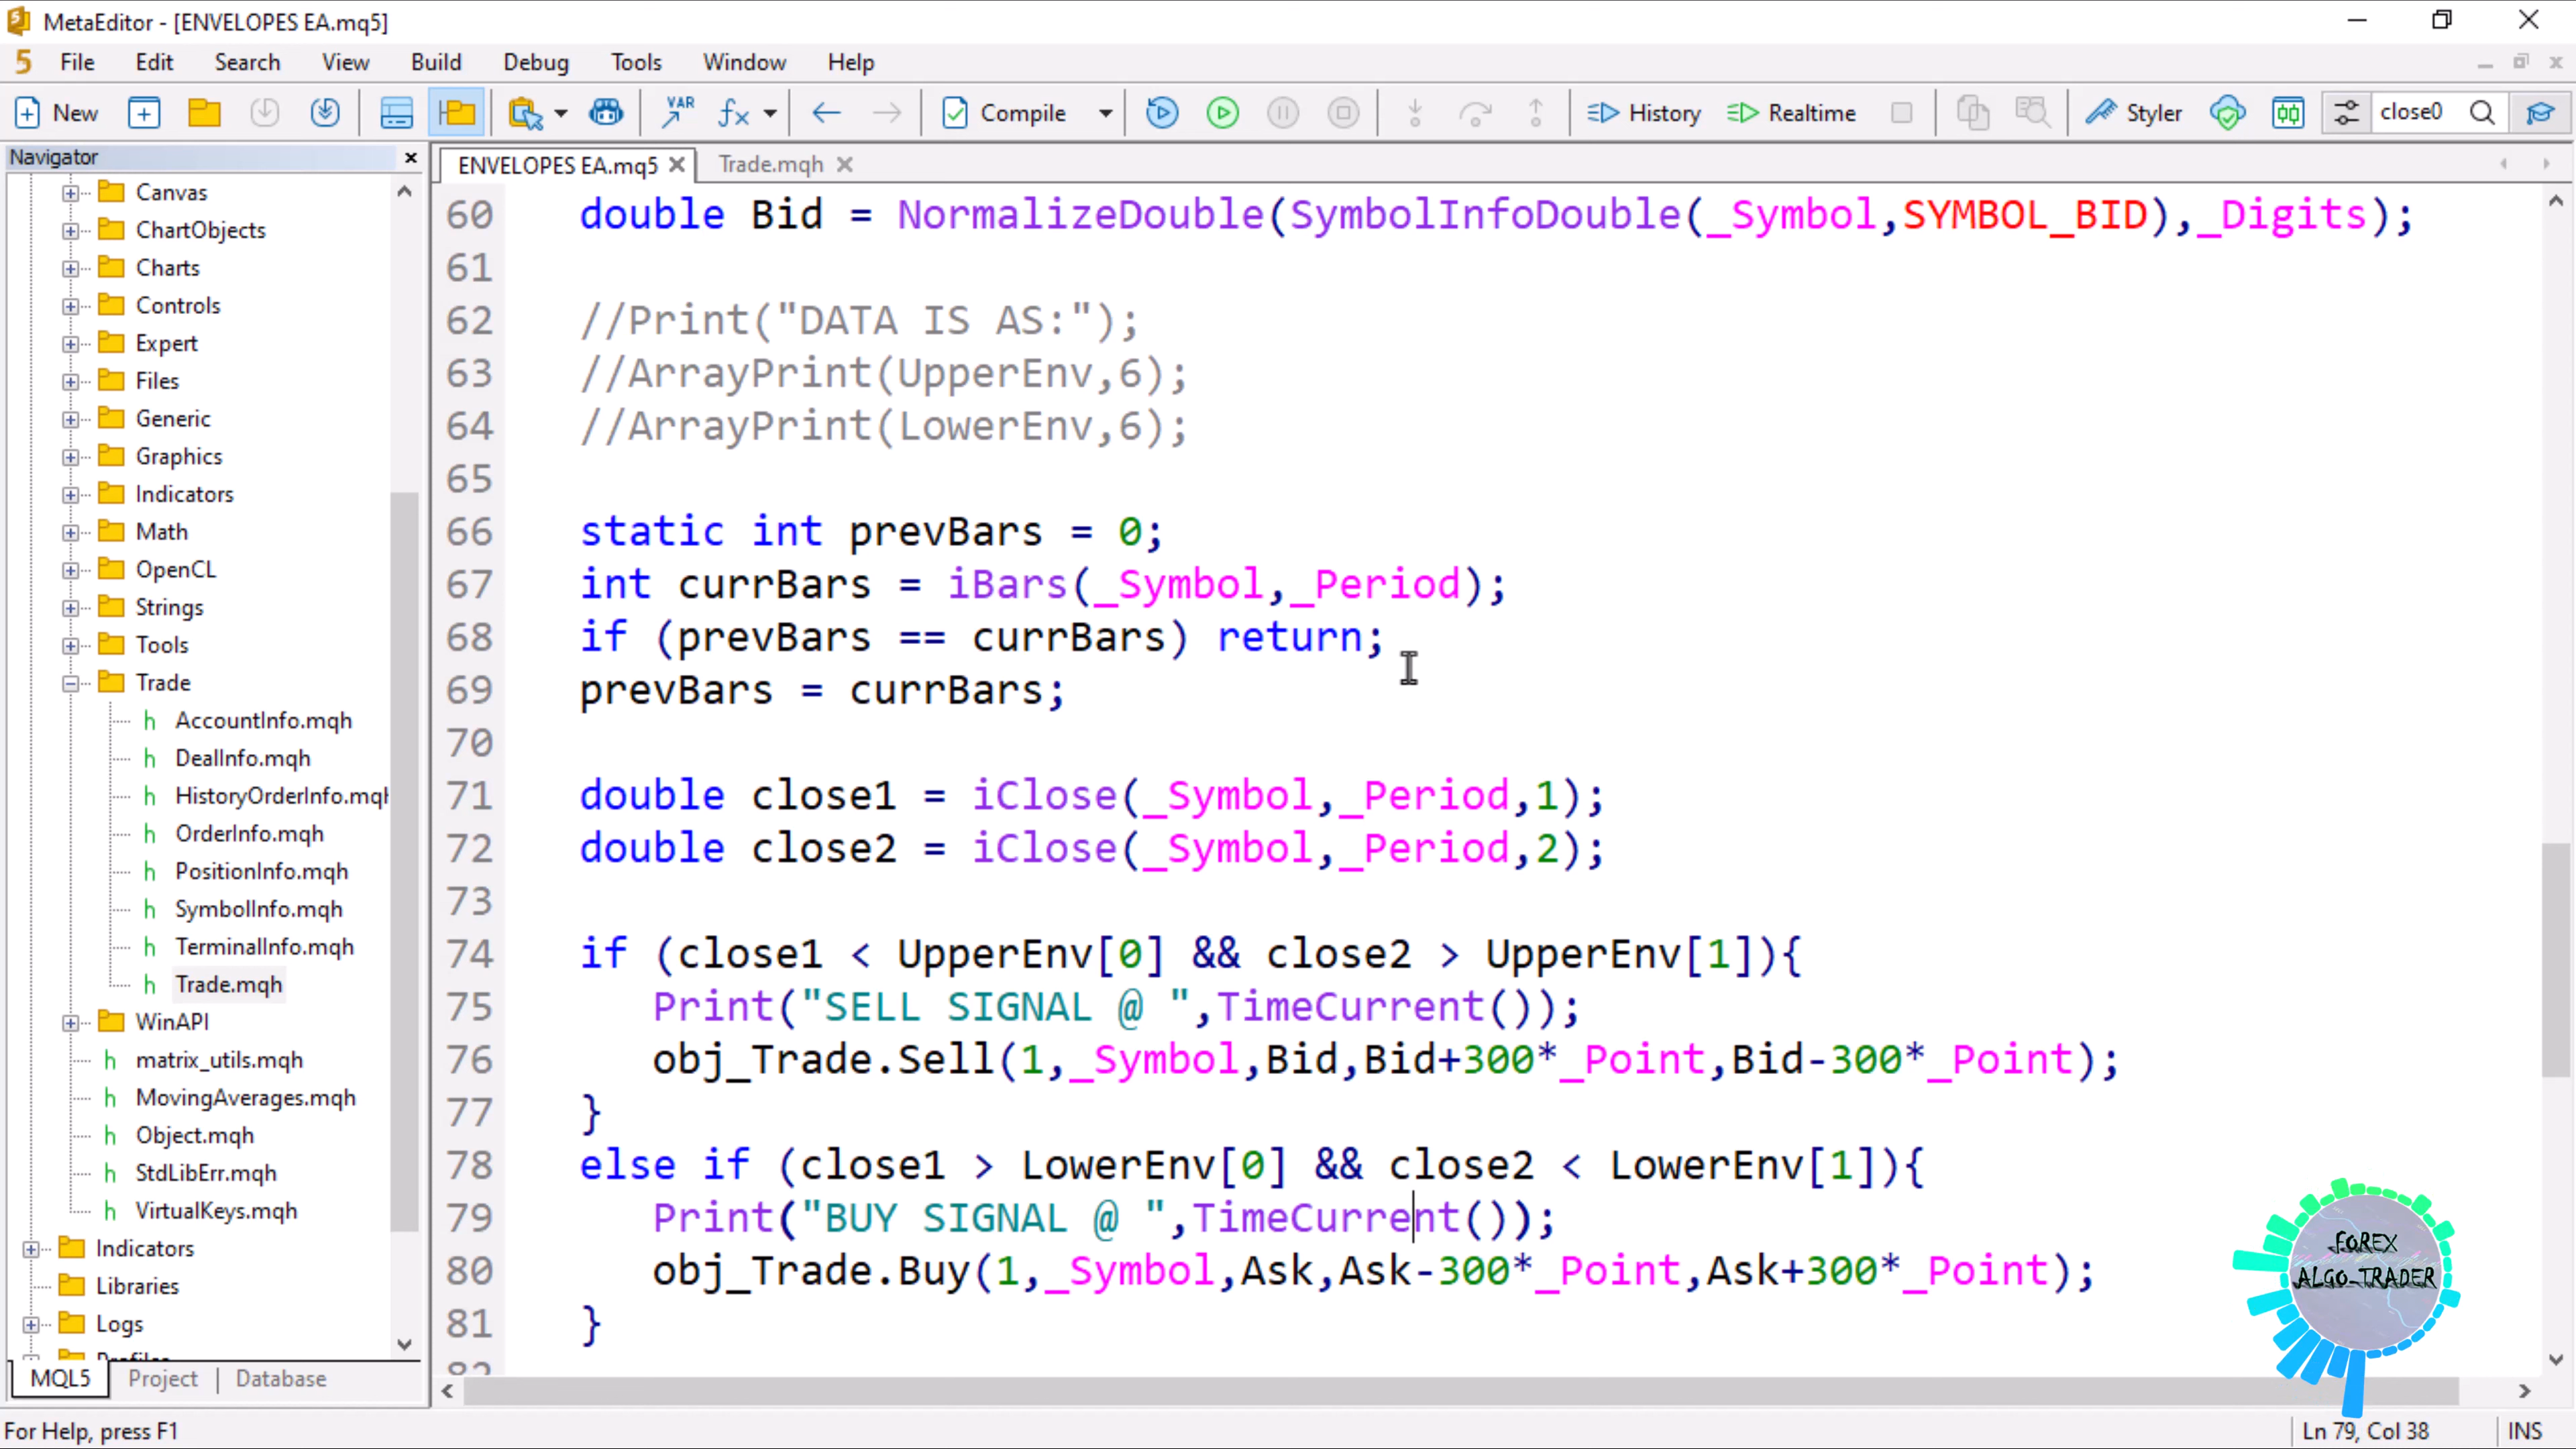 MetaEditor - [ENVELOPES EA.mq5]
File Edit Search View Build Debug Tools Window Help
New VAR fx Compile History Realtime Styler close0
Navigator
Canvas
ChartObjects
Charts
Controls
Expert
Files
Generic
Graphics
Indicators
Math
OpenCL
Strings
Tools
Trade
AccountInfo.mqh
DealInfo.mqh
HistoryOrderInfo.mqh
OrderInfo.mqh
PositionInfo.mqh
SymbolInfo.mqh
TerminalInfo.mqh
Trade.mqh
WinAPI
matrix_utils.mqh
MovingAverages.mqh
Object.mqh
StdLibErr.mqh
VirtualKeys.mqh
Indicators
Libraries
Logs
Profiles
MQL5 Project Database
ENVELOPES EA.mq5 Trade.mqh
60 double Bid = NormalizeDouble(SymbolInfoDouble(_Symbol,SYMBOL_BID),_Digits);
61
62 //Print("DATA IS AS:");
63 //ArrayPrint(UpperEnv,6);
64 //ArrayPrint(LowerEnv,6);
65
66 static int prevBars = 0;
67 int currBars = iBars(_Symbol,_Period);
68 if (prevBars == currBars) return;
69 prevBars = currBars;
70
71 double close1 = iClose(_Symbol,_Period,1);
72 double close2 = iClose(_Symbol,_Period,2);
73
74 if (close1 < UpperEnv[0] && close2 > UpperEnv[1]){
75 Print("SELL SIGNAL @ ",TimeCurrent());
76 obj_Trade.Sell(1,_Symbol,Bid,Bid+300*_Point,Bid-300*_Point);
77 }
78 else if (close1 > LowerEnv[0] && close2 < LowerEnv[1]){
79 Print("BUY SIGNAL @ ",TimeCurrent());
80 obj_Trade.Buy(1,_Symbol,Ask,Ask-300*_Point,Ask+300*_Point);
81 }
82
FOREX
ALGO-TRADER
For Help, press F1 Ln 79, Col 38 INS